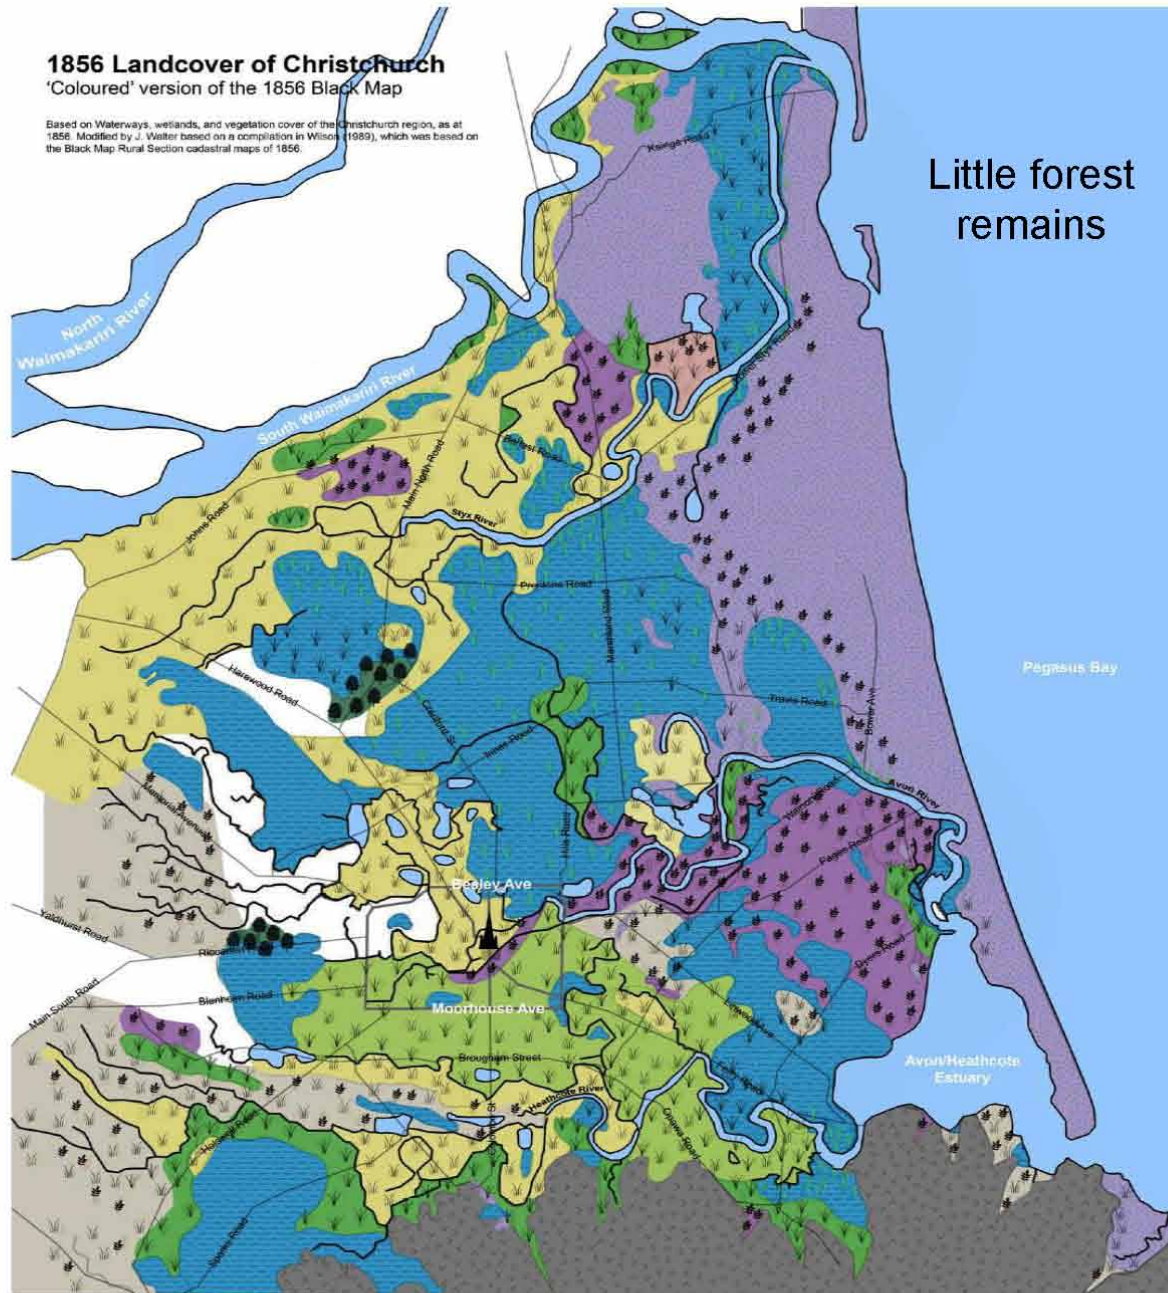 1856 Landcover of Christchurch
'Coloured' version of the 1856 Black Map
Based on Waterways, wetlands, and vegetation cover of the Christchurch region, as at
1856. Modified by J. Walter based on a compilation in Wilson (1989), which was based on
the Black Map Rural Section cadastral maps of 1856.
Little forest
remains
Kainga Road
North
Waimakariri River
South Waimakariri River
Lower Styx Road
Belfast Road
Main North Road
Johns Road
Styx River
Prestons Road
Marshland Road
Pegasus Bay
Harewood Road
Travis Road
Bower Ave
Cranford St
Innes Road
Memorial Avenue
Avon River
Wainoni Road
Hills Road
Pages Road
Bealey Ave
Yaldhurst Road
Riccarton
Dyers Road
Main South Road
Blenheim Road
Moorhouse Ave
Brougham Street
Avon/Heathcote
Estuary
Heathcote River
Colombo St
Opawa Road
Halswell Road
Sparks Road